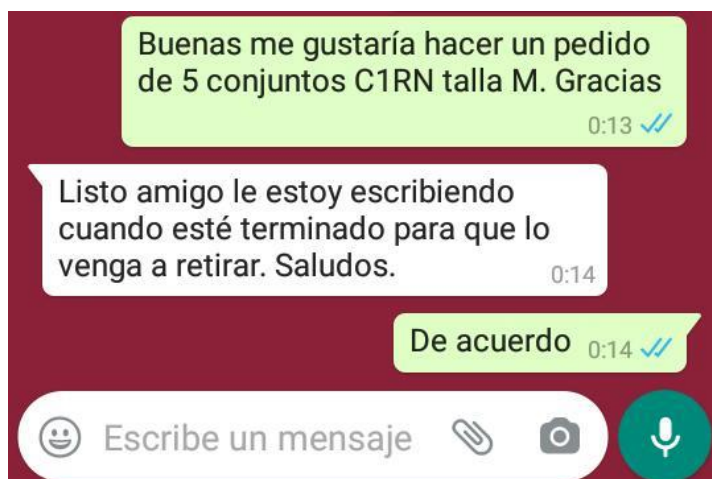 Buenas me gustaría hacer un pedido
de 5 conjuntos C1RN talla M. Gracias
0:13
Listo amigo le estoy escribiendo
cuando esté terminado para que lo
venga a retirar. Saludos.
0:14
De acuerdo
0:14
Escribe un mensaje